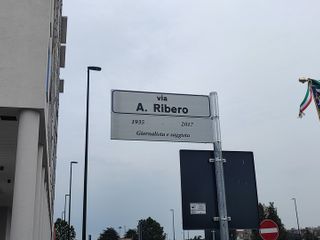 via
A. Ribero
1935 2017
Giornalista e saggista